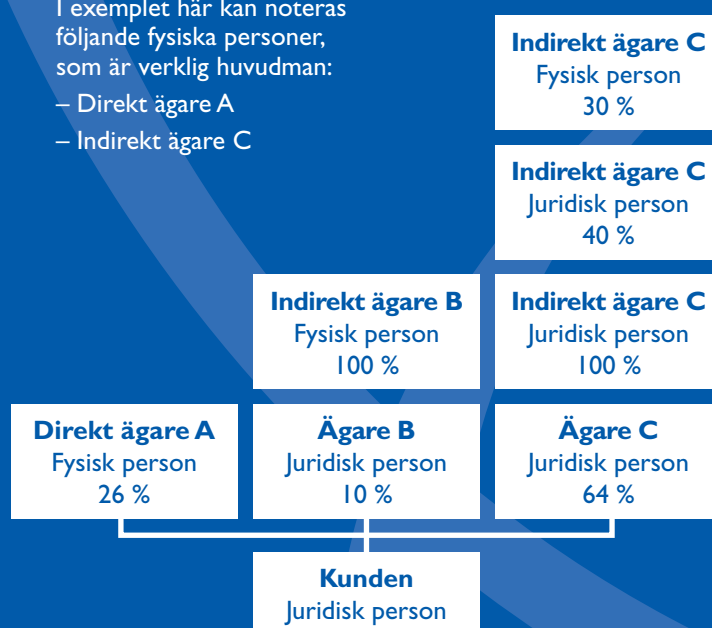 I exemplet här kan noteras
följande fysiska personer,
som är verklig huvudman:
– Direkt ägare A
– Indirekt ägare C
Indirekt ägare C
Fysisk person
30 %
Indirekt ägare C
Juridisk person
40 %
Indirekt ägare B
Fysisk person
100 %
Indirekt ägare C
Juridisk person
100 %
Direkt ägare A
Fysisk person
26 %
Ägare B
Juridisk person
10 %
Ägare C
Juridisk person
64 %
Kunden
Juridisk person